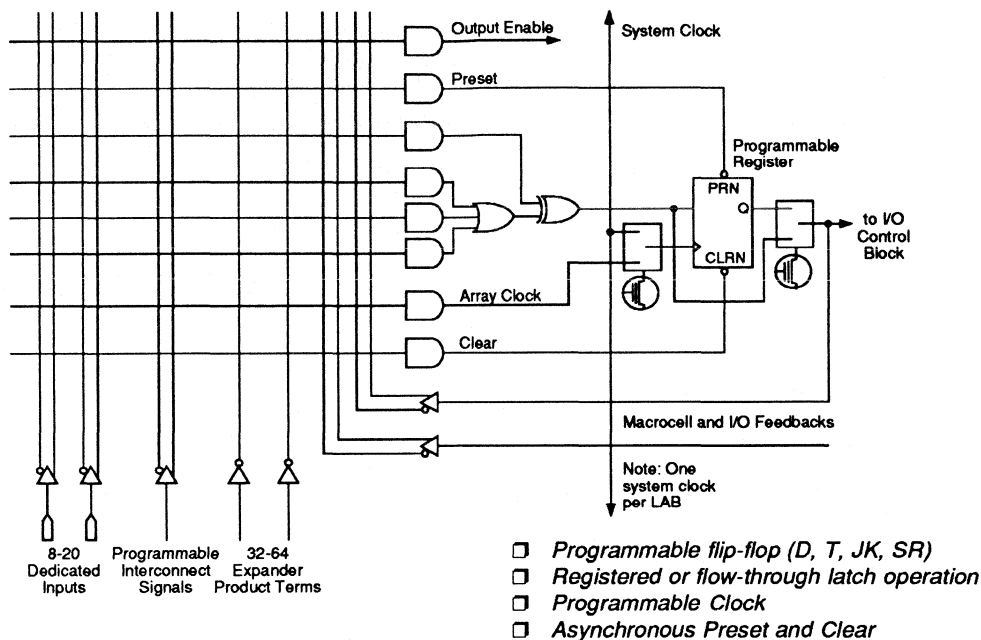 Output Enable
System Clock
Preset
Programmable
Register
PRN
Q
to I/O
Control
Block
CLRN
Array Clock
Clear
Macrocell and I/O Feedbacks
Note: One
system clock
per LAB
8-20
Dedicated
Inputs
Programmable
Interconnect
Signals
32-64
Expander
Product Terms
Programmable flip-flop (D, T, JK, SR)
Registered or flow-through latch operation
Programmable Clock
Asynchronous Preset and Clear